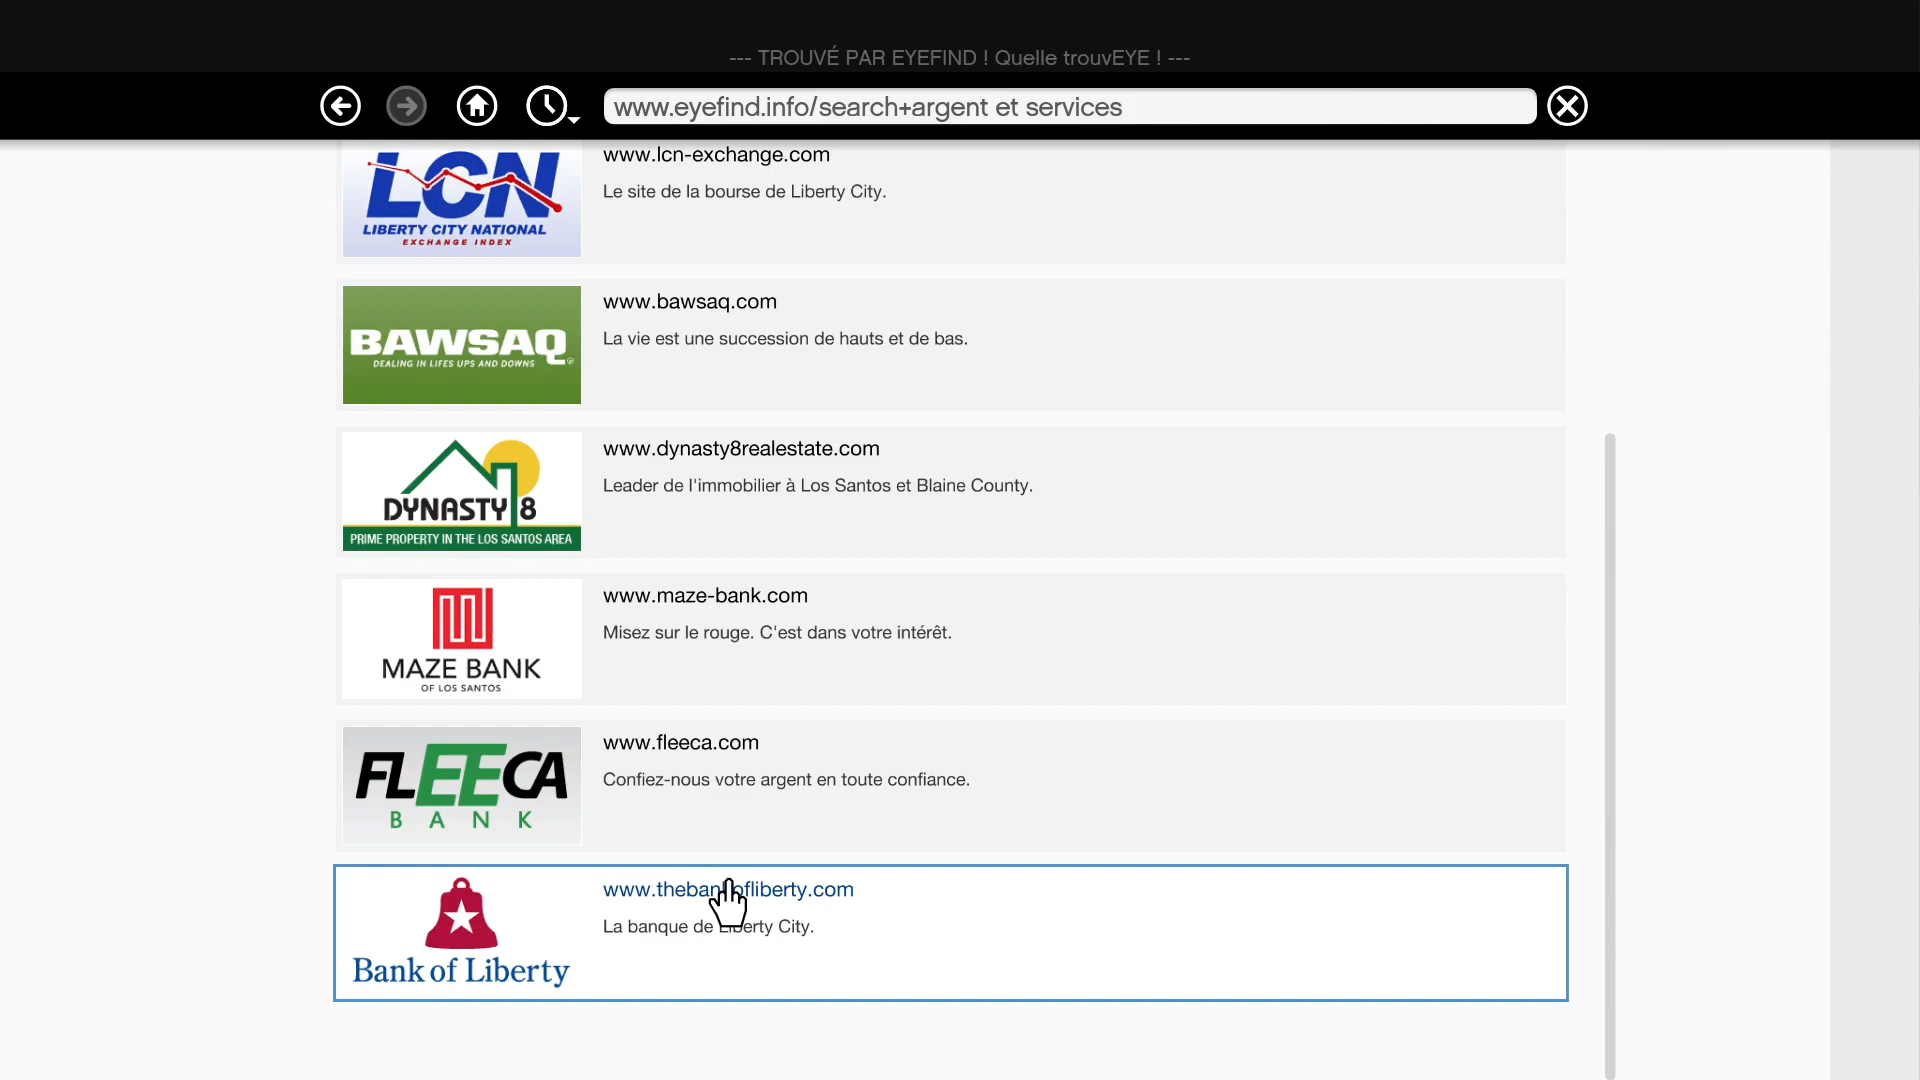 --- TROUVÉ PAR EYEFIND ! Quelle trouvEYE ! ---
www.eyefind.info/search+argent et services
LCN
LIBERTY CITY NATIONAL
EXCHANGE INDEX
www.lcn-exchange.com
Le site de la bourse de Liberty City.
BAWSAQ
DEALING IN LIFES UPS AND DOWNS
www.bawsaq.com
La vie est une succession de hauts et de bas.
DYNASTY 8
PRIME PROPERTY IN THE LOS SANTOS AREA
www.dynasty8realestate.com
Leader de l'immobilier à Los Santos et Blaine County.
MAZE BANK
OF LOS SANTOS
www.maze-bank.com
Misez sur le rouge. C'est dans votre intérêt.
FLEECA
BANK
www.fleeca.com
Confiez-nous votre argent en toute confiance.
Bank of Liberty
www.thebankofliberty.com
La banque de Liberty City.